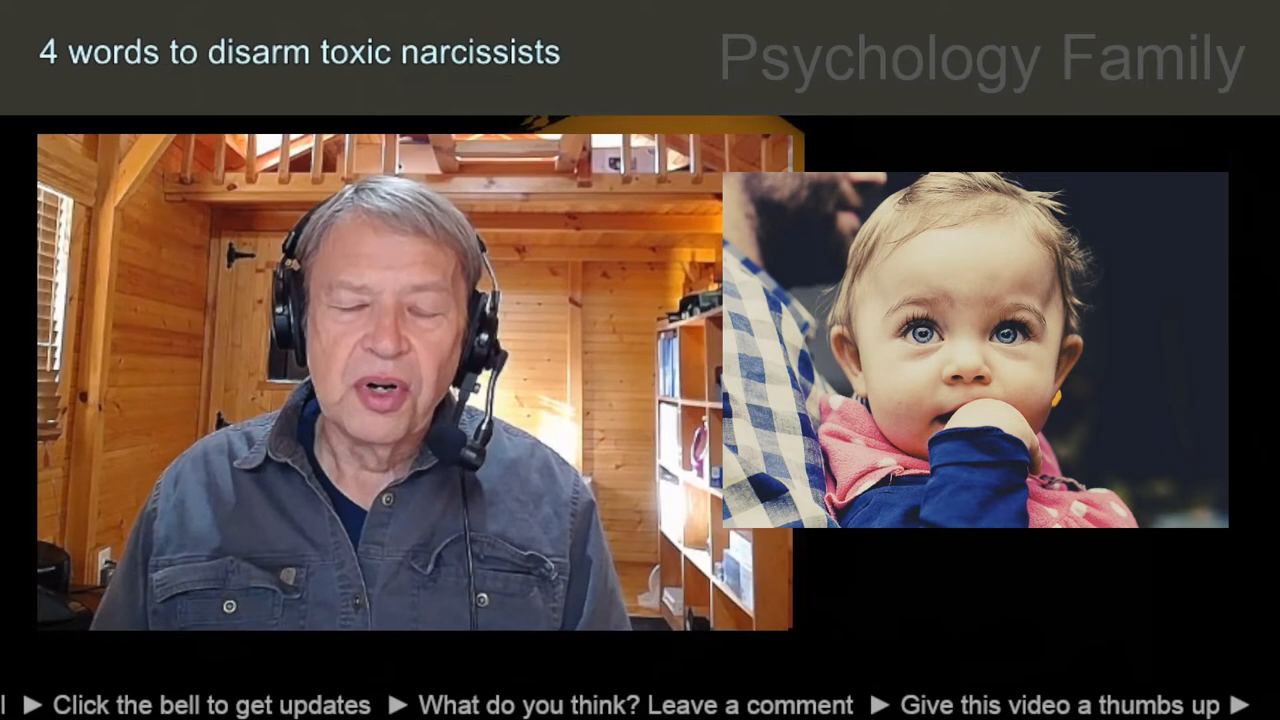 4 words to disarm toxic narcissists
Psychology Family
l ► Click the bell to get updates ► What do you think? Leave a comment ► Give this video a thumbs up ►